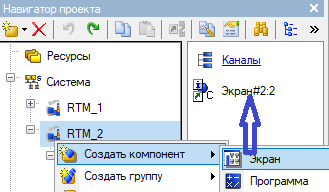 Навигатор проекта
Ресурсы
Система
RTM_1
RTM_2
Каналы
C Экран#2:2
Создать компонент
Экран
Создать группу
Программа